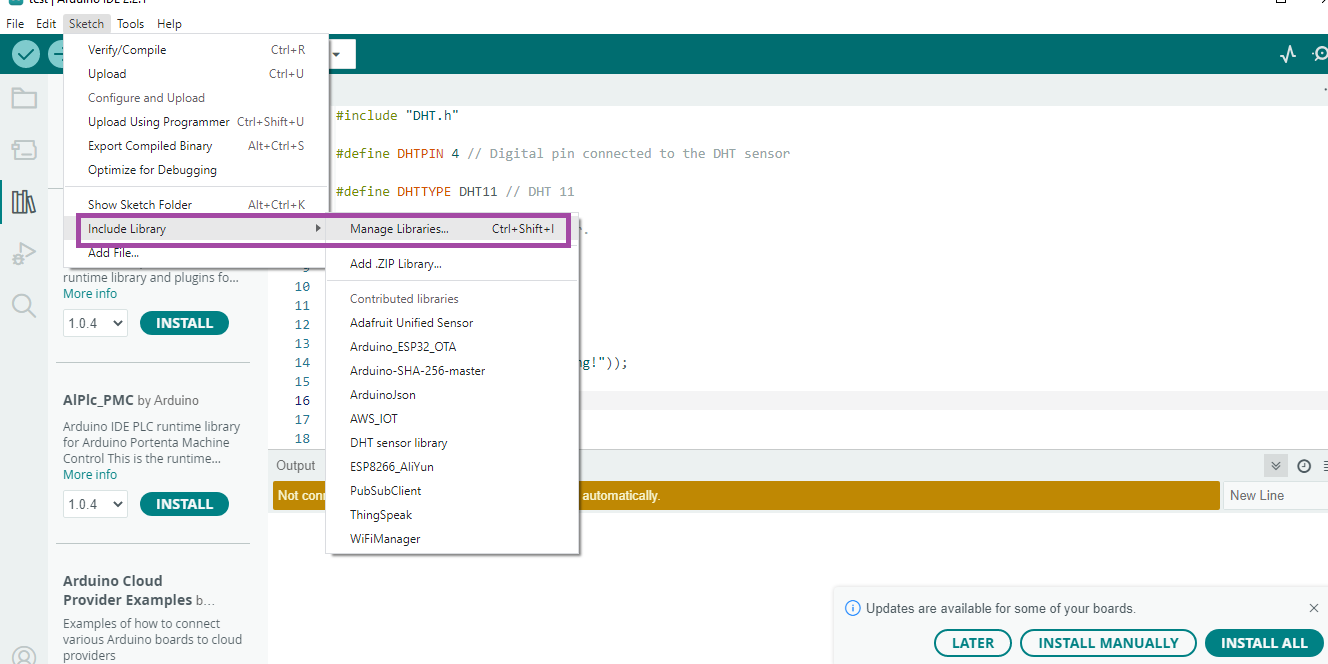 test | Arduino IDE 2.2.1
File Edit Sketch Tools Help
Verify/Compile Ctrl+R
Upload Ctrl+U
Configure and Upload
Upload Using Programmer Ctrl+Shift+U
Export Compiled Binary Alt+Ctrl+S
Optimize for Debugging
Show Sketch Folder Alt+Ctrl+K
Include Library
Add File...
Manage Libraries... Ctrl+Shift+I
Add .ZIP Library...
Contributed libraries
Adafruit Unified Sensor
Arduino_ESP32_OTA
Arduino-SHA-256-master
ArduinoJson
AWS_IOT
DHT sensor library
ESP8266_AliYun
PubSubClient
ThingSpeak
WiFiManager
runtime library and plugins fo...
More info
1.0.4 INSTALL
AlPlc_PMC by Arduino
Arduino IDE PLC runtime library
for Arduino Portenta Machine
Control This is the runtime...
More info
1.0.4 INSTALL
Arduino Cloud
Provider Examples b...
Examples of how to connect
various Arduino boards to cloud
providers
#include "DHT.h"
#define DHTPIN 4 // Digital pin connected to the DHT sensor
#define DHTTYPE DHT11 // DHT 11
9
10
11
12
13
14 ng!"));
15
16
17
18
Output
Not automatically.
New Line
Updates are available for some of your boards.
LATER INSTALL MANUALLY INSTALL ALL